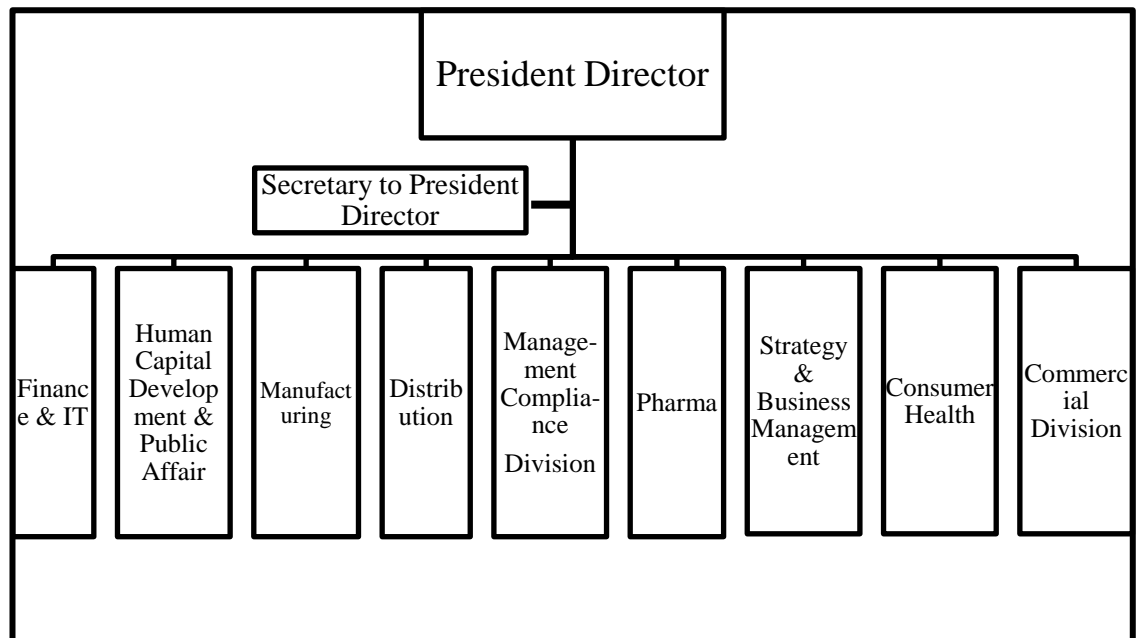 President Director
Secretary to President
Director
Financ
e & IT
Human
Capital
Develop
ment &
Public
Affair
Manufact
uring
Distrib
ution
Manage-
ment
Complia-
nce
Division
Pharma
Strategy
&
Business
Managem
ent
Consumer
Health
Commerc
ial
Division